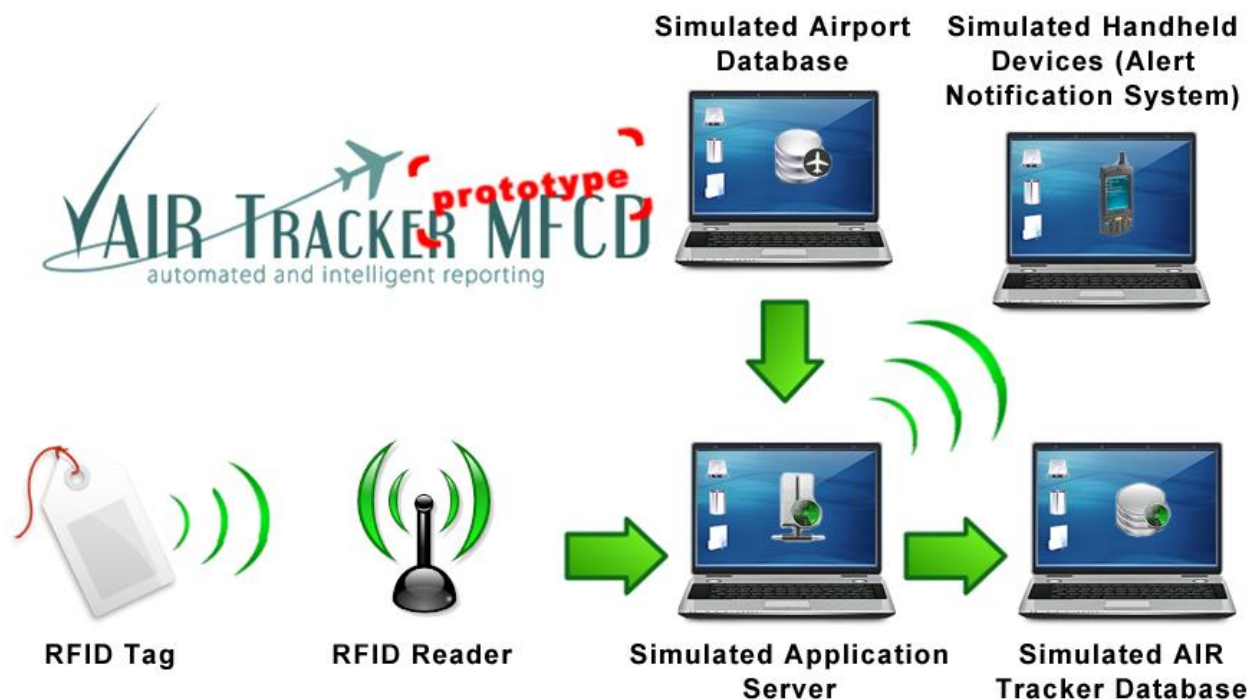 Simulated Airport
Database
Simulated Handheld
Devices (Alert
Notification System)
prototype
AIR TRACKER MFCD
automated and intelligent reporting
RFID Tag
RFID Reader
Simulated Application
Server
Simulated AIR
Tracker Database